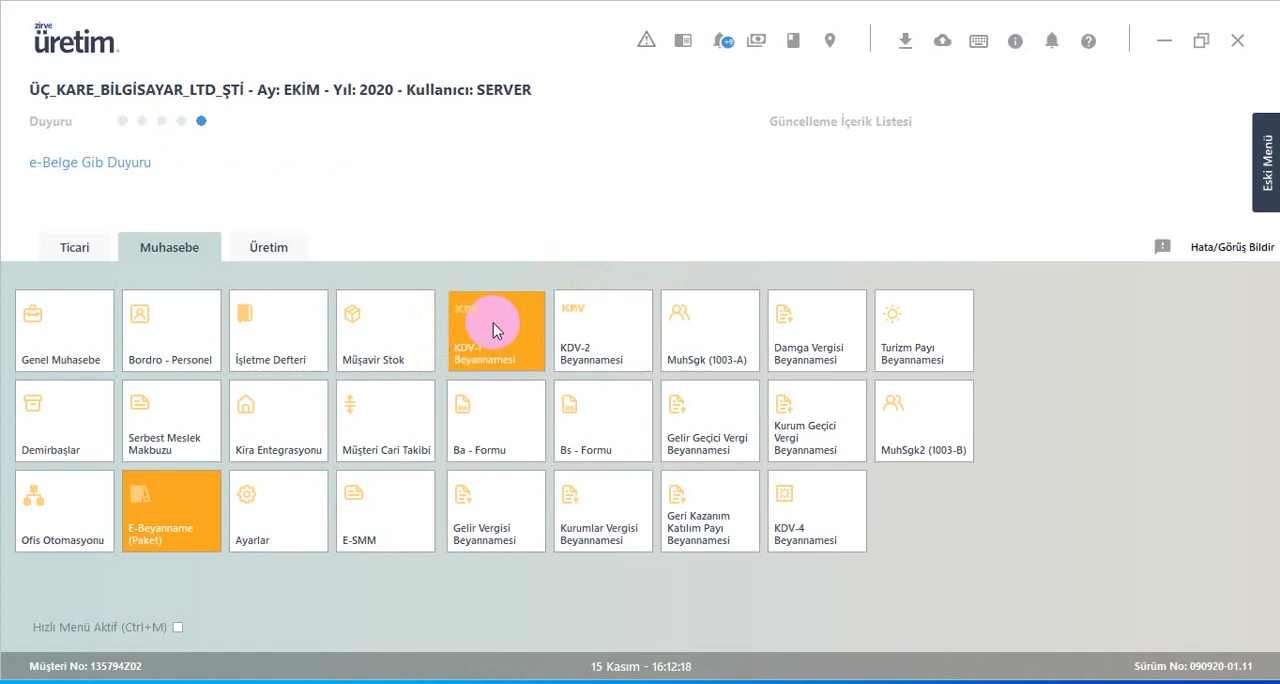 zirve
üretim.
+9
ÜÇ_KARE_BİLGİSAYAR_LTD_ŞTİ - Ay: EKİM - Yıl: 2020 - Kullanıcı: SERVER
Duyuru
Güncelleme İçerik Listesi
e-Belge Gib Duyuru
Eski Menü
Ticari
Muhasebe
Üretim
Hata/Görüş Bildir
Genel Muhasebe
Bordro - Personel
İşletme Defteri
Müşavir Stok
KDV-1
Beyannamesi
KDV
KDV-2
Beyannamesi
MuhSgk (1003-A)
Damga Vergisi
Beyannamesi
Turizm Payı
Beyannamesi
Demirbaşlar
Serbest Meslek
Makbuzu
Kira Entegrasyonu
Müşteri Cari Takibi
BA
Ba - Formu
BS
Bs - Formu
Gelir Geçici Vergi
Beyannamesi
Kurum Geçici
Vergi
Beyannamesi
MuhSgk2 (1003-B)
Ofis Otomasyonu
E-Beyanname
(Paket)
Ayarlar
E-SMM
Gelir Vergisi
Beyannamesi
Kurumlar Vergisi
Beyannamesi
Geri Kazanım
Katılım Payı
Beyannamesi
KDV-4
Beyannamesi
Hızlı Menü Aktif (Ctrl+M)
Müşteri No: 135794Z02
15 Kasım - 16:12:18
Sürüm No: 090920-01.11